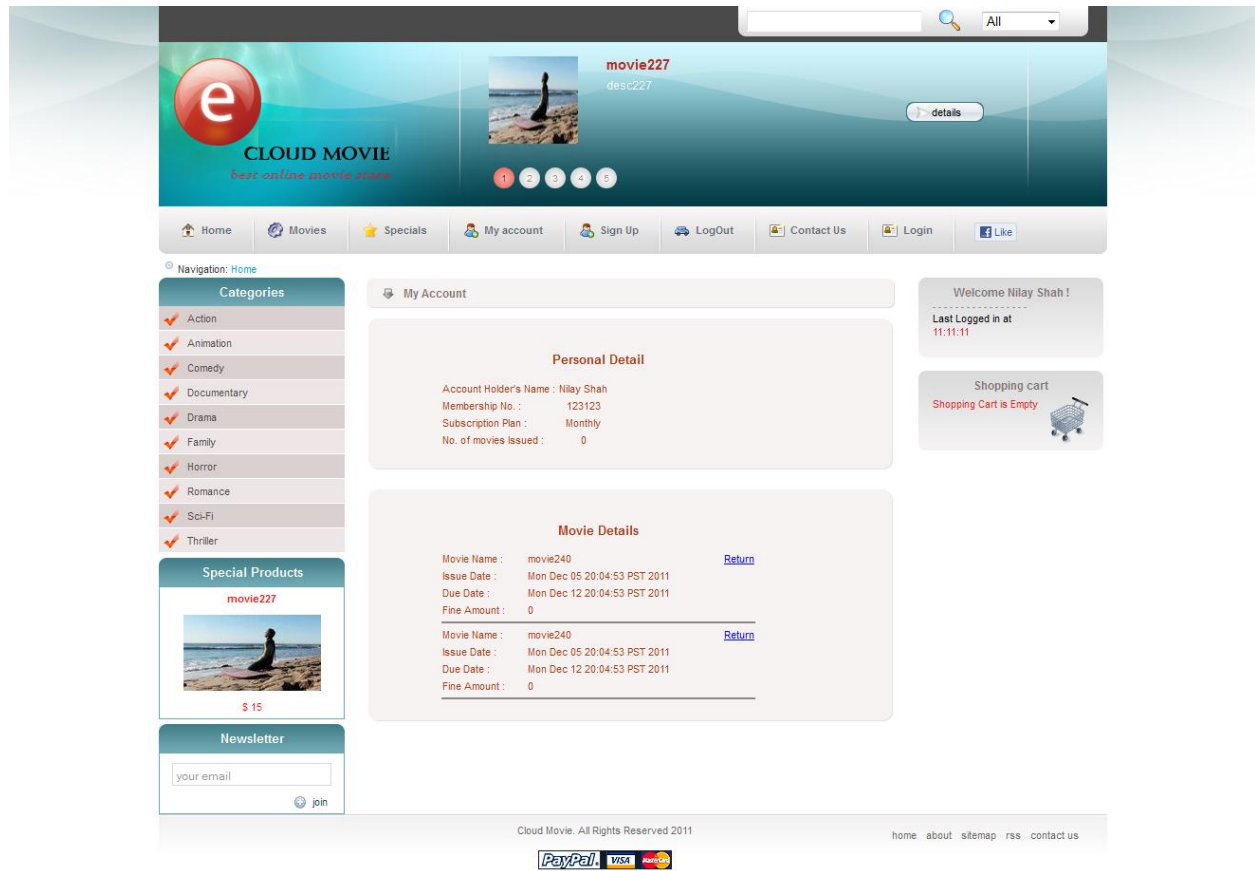 All
movie227
desc227
details
e
CLOUD MOVIE
best online movie store
1 2 3 4 5
Home Movies Specials My account Sign Up LogOut Contact Us Login Like
Navigation: Home
Categories
Action
Animation
Comedy
Documentary
Drama
Family
Horror
Romance
Sci-Fi
Thriller
Special Products
movie227
$ 15
Newsletter
your email
join
My Account
Personal Detail
Account Holder's Name : Nilay Shah
Membership No. : 123123
Subscription Plan : Monthly
No. of movies Issued : 0
Movie Details
Movie Name : movie240 Return
Issue Date : Mon Dec 05 20:04:53 PST 2011
Due Date : Mon Dec 12 20:04:53 PST 2011
Fine Amount : 0
Movie Name : movie240 Return
Issue Date : Mon Dec 05 20:04:53 PST 2011
Due Date : Mon Dec 12 20:04:53 PST 2011
Fine Amount : 0
Welcome Nilay Shah !
Last Logged in at
11:11:11
Shopping cart
Shopping Cart is Empty
Cloud Movie. All Rights Reserved 2011
home about sitemap rss contact us
PayPal. VISA MasterCard